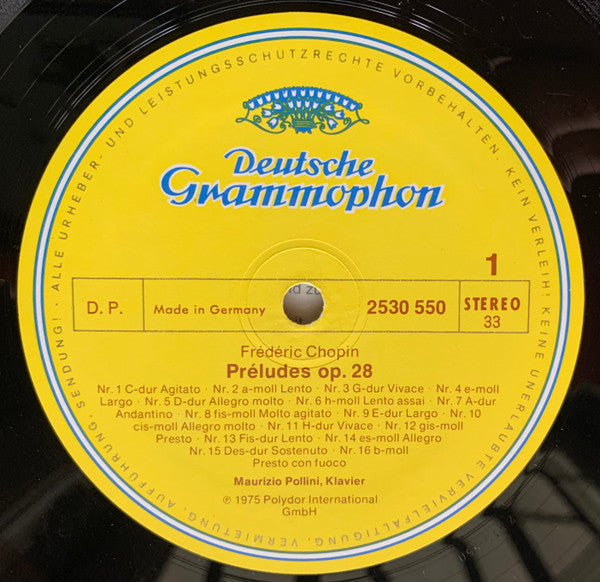 ALLE URHEBER- UND LEISTUNGSSCHUTZRECHTE VORBEHALTEN · KEIN VERLEIH! · KEINE UNERLAUBTE VERVIELFÄLTIGUNG, VERMIETUNG, AUFFÜHRUNG, SENDUNG! ·
Deutsche
Grammophon
1
D. P.
Made in Germany
2530 550
STEREO
33
Frédéric Chopin
Préludes op. 28
Nr. 1 C-dur Agitato · Nr. 2 a-moll Lento · Nr. 3 G-dur Vivace · Nr. 4 e-moll
Largo · Nr. 5 D-dur Allegro molto · Nr. 6 h-moll Lento assai · Nr. 7 A-dur
Andantino · Nr. 8 fis-moll Molto agitato · Nr. 9 E-dur Largo · Nr. 10
cis-moll Allegro molto · Nr. 11 H-dur Vivace · Nr. 12 gis-moll
Presto · Nr. 13 Fis-dur Lento · Nr. 14 es-moll Allegro
Nr. 15 Des-dur Sostenuto · Nr. 16 b-moll
Presto con fuoco
Maurizio Pollini, Klavier
℗ 1975 Polydor International
GmbH